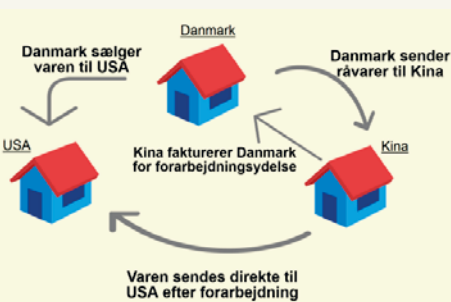 Danmark
Danmark sælger
varen til USA
Danmark sender
råvarer til Kina
USA
Kina fakturerer Danmark
for forarbejdningsydelse
Kina
Varen sendes direkte til
USA efter forarbejdning